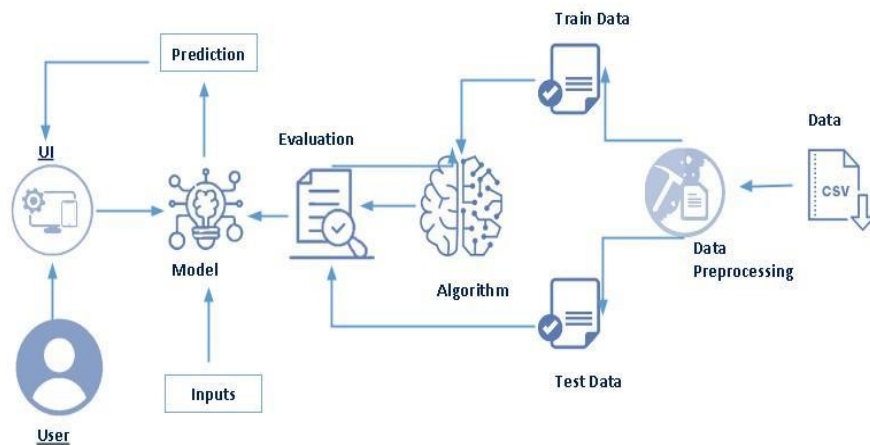 Train Data
Prediction
Data
Evaluation
UI
CSV
Model
Algorithm
Data
Preprocessing
Inputs
Test Data
User